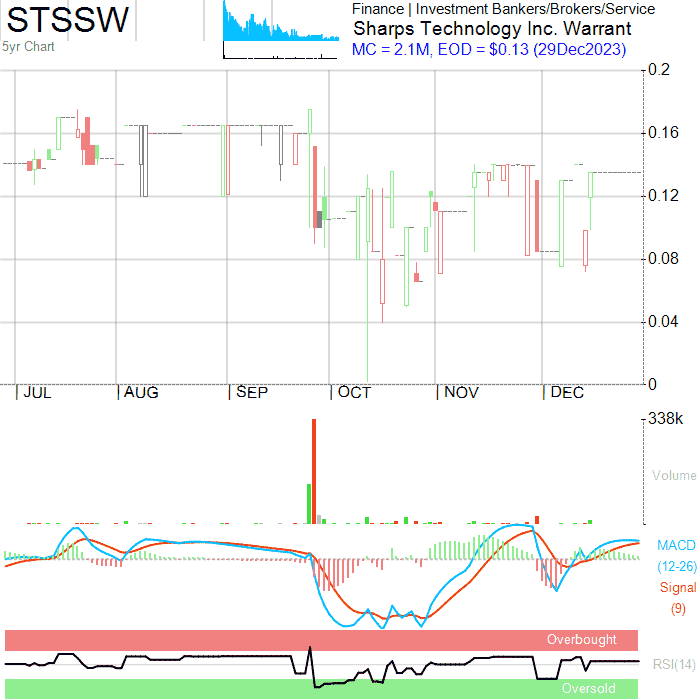 STSSW
5yr Chart
Finance | Investment Bankers/Brokers/Service
Sharps Technology Inc. Warrant
MC = 2.1M, EOD = $0.13 (29Dec2023)
0.2
0.16
0.12
0.08
0.04
0
| JUL | AUG | SEP | OCT | NOV | DEC
338k
Volume
MACD
(12-26)
Signal
(9)
Overbought
RSI(14)
Oversold